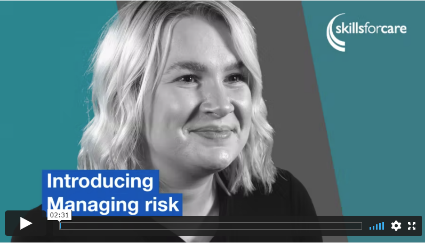 skillsforcare
Introducing
Managing risk
02:31